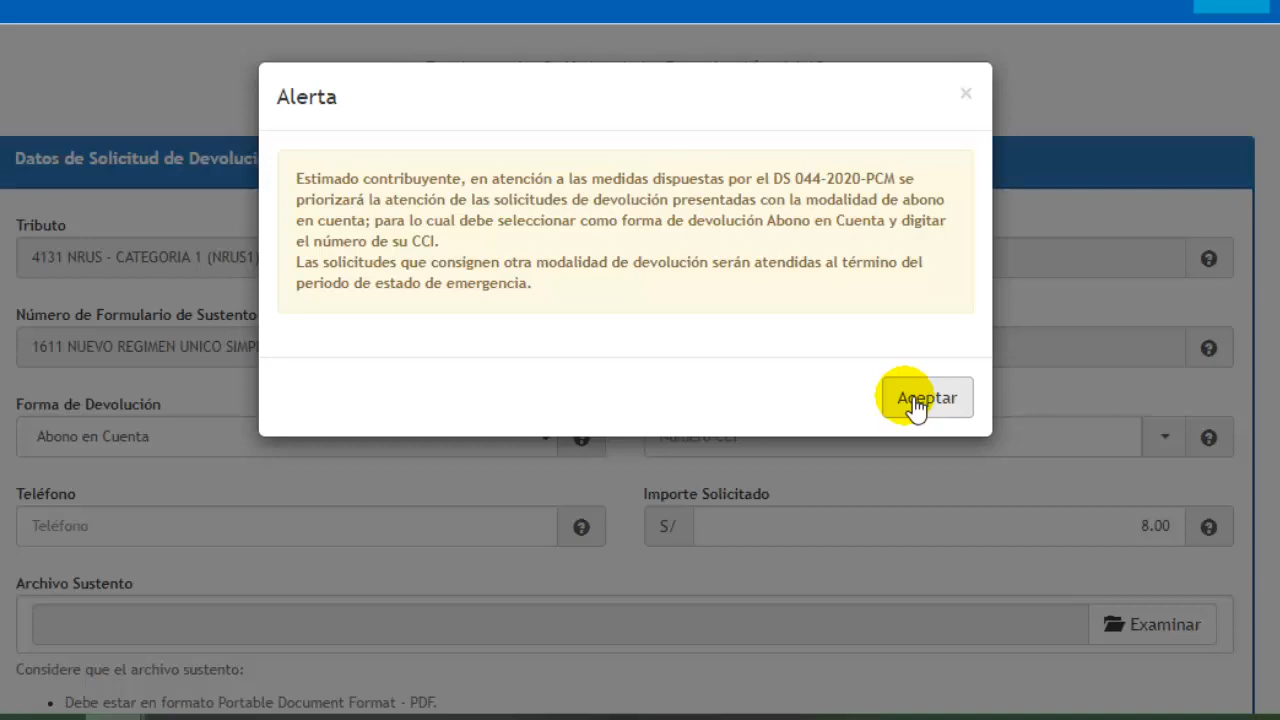 Alerta
×
Estimado contribuyente, en atención a las medidas dispuestas por el DS 044-2020-PCM se
priorizará la atención de las solicitudes de devolución presentadas con la modalidad de abono
en cuenta; para lo cual debe seleccionar como forma de devolución Abono en Cuenta y digitar
el número de su CCI.
Las solicitudes que consignen otra modalidad de devolución serán atendidas al término del
periodo de estado de emergencia.
Aceptar
Datos de Solicitud de Devoluci
Tributo
4131 NRUS - CATEGORIA 1 (NRUS1)
Número de Formulario de Sustento
1611 NUEVO REGIMEN UNICO SIMP
Forma de Devolución
Abono en Cuenta
Número CCI
Teléfono
Importe Solicitado
Teléfono
S/
8.00
Archivo Sustento
Examinar
Considere que el archivo sustento:
• Debe estar en formato Portable Document Format - PDF.